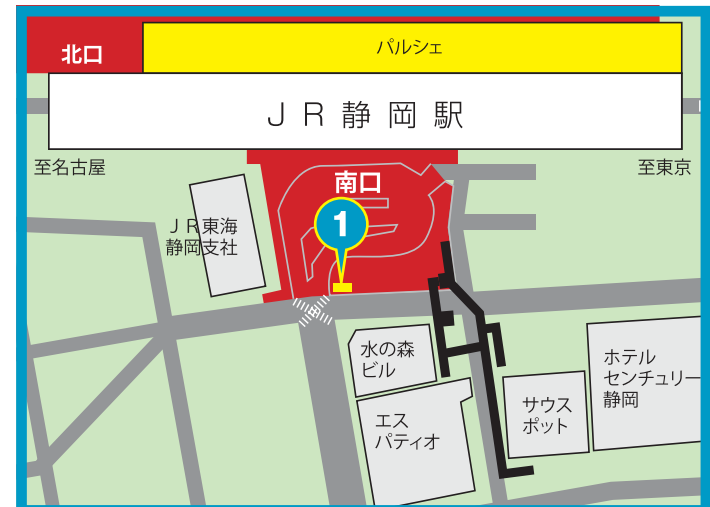 北口
パルシェ
JR静岡駅
至名古屋
至東京
南口
1
JR東海
静岡支社
水の森
ビル
エス
パティオ
サウス
ポット
ホテル
センチュリー
静岡